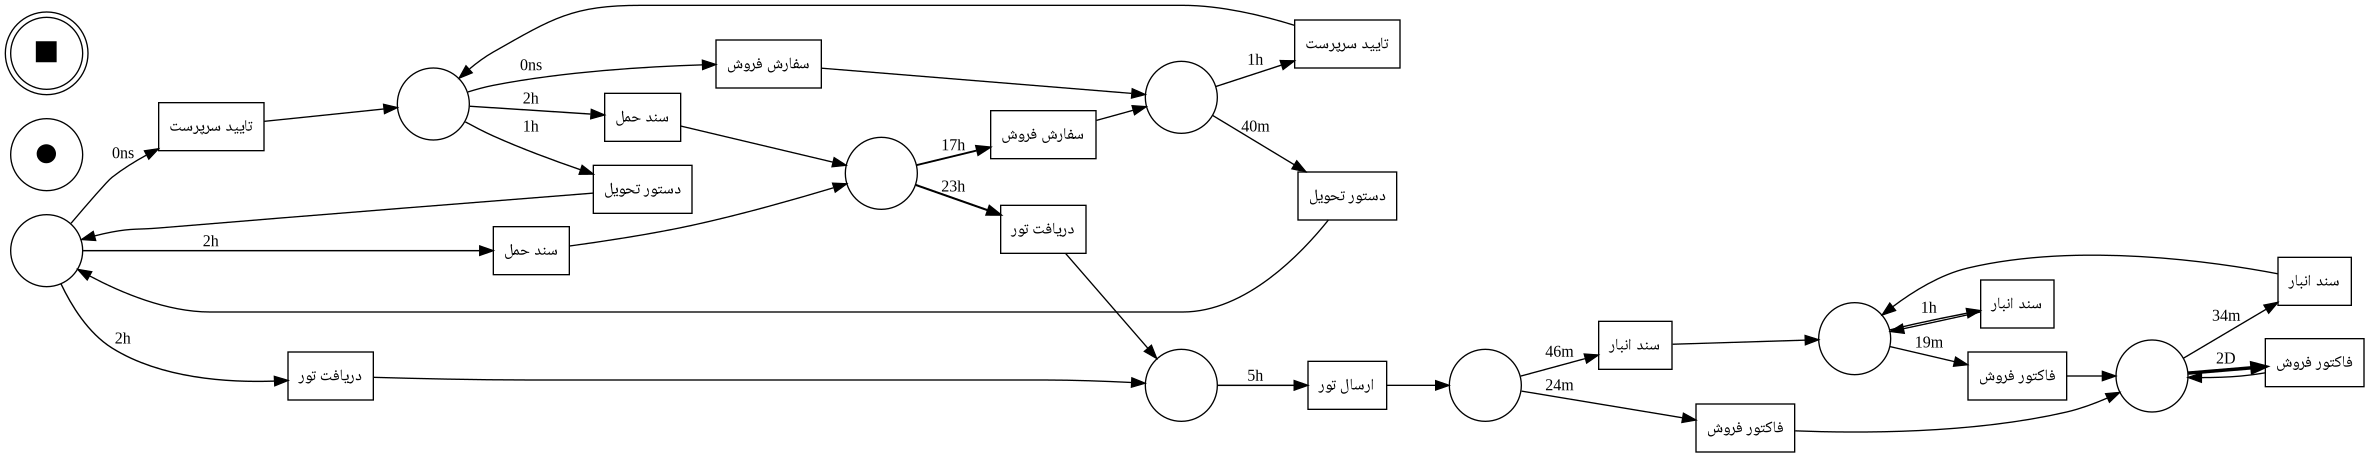 تایید سرپرست
0ns
سفارش فروش
1h
0ns
تایید سرپرست
2h
سند حمل
1h
17h
سفارش فروش
40m
دستور تحویل
23h
دستور تحویل
2h
سند حمل
دریافت تور
2h
دریافت تور
5h
ارسال تور
46m
سند انبار
24m
فاکتور فروش
1h
سند انبار
19m
فاکتور فروش
34m
سند انبار
2D
فاکتور فروش